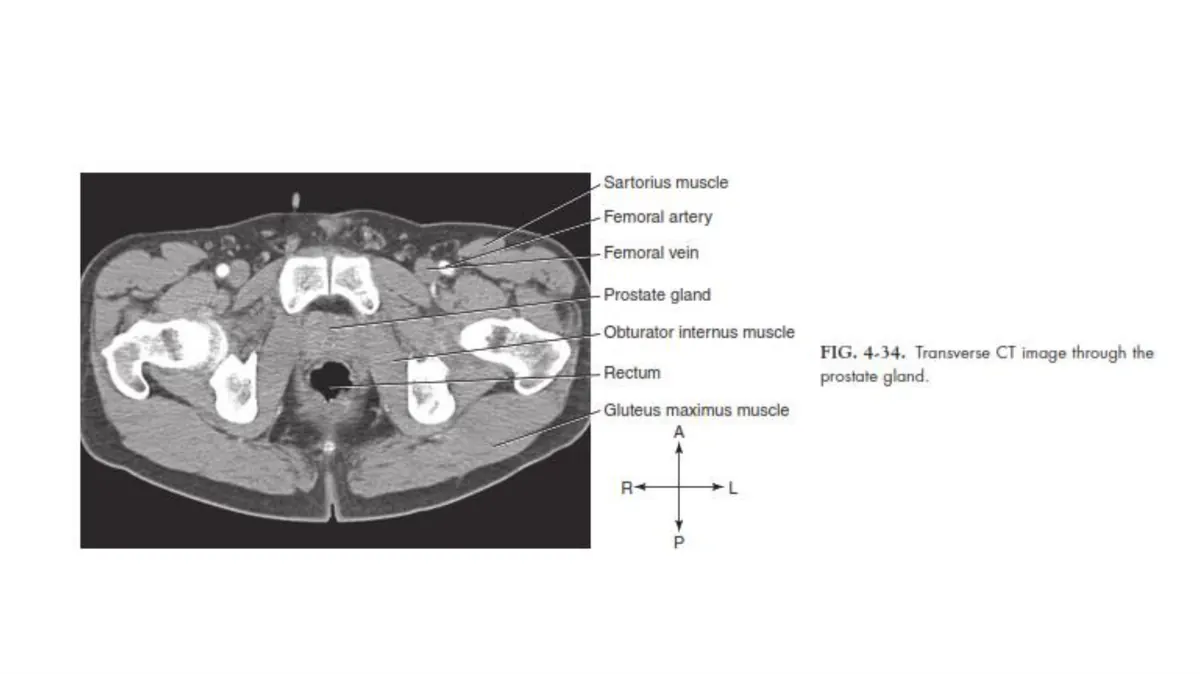 Sartorius muscle
Femoral artery
Femoral vein
Prostate gland
Obturator internus muscle
Rectum
Gluteus maximus muscle
A
R L
P
FIG. 4-34. Transverse CT image through the
prostate gland.